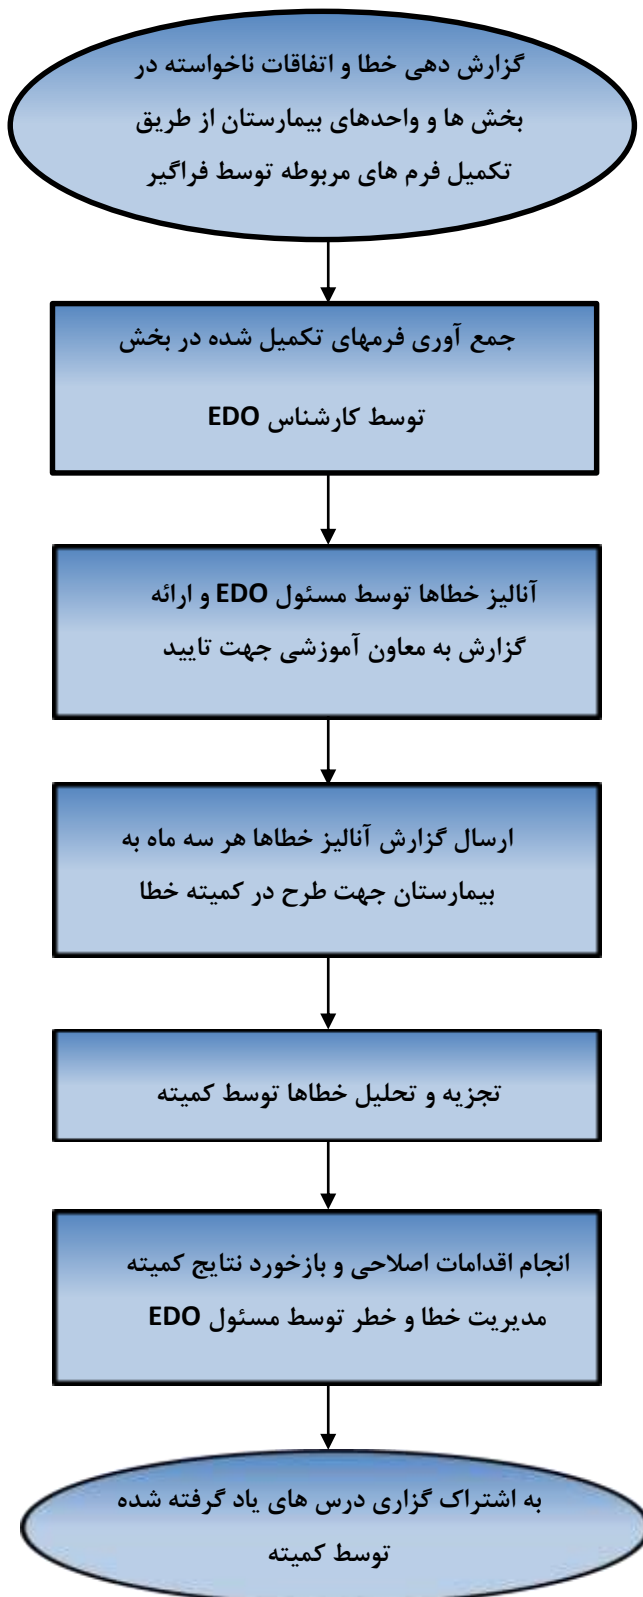 گزارش دهی خطا و اتفاقات ناخواسته در
بخش ها و واحدهای بیمارستان از طریق
تکمیل فرم های مربوطه توسط فراگیر
جمع آوری فرمهای تکمیل شده در بخش
توسط کارشناس EDO
آنالیز خطاها توسط مسئول EDO و ارائه
گزارش به معاون آموزشی جهت تایید
ارسال گزارش آنالیز خطاها هر سه ماه به
بیمارستان جهت طرح در کمیته خطا
تجزیه و تحلیل خطاها توسط کمیته
انجام اقدامات اصلاحی و بازخورد نتایج کمیته
مدیریت خطا و خطر توسط مسئول EDO
به اشتراک گزاری درس های یاد گرفته شده
توسط کمیته